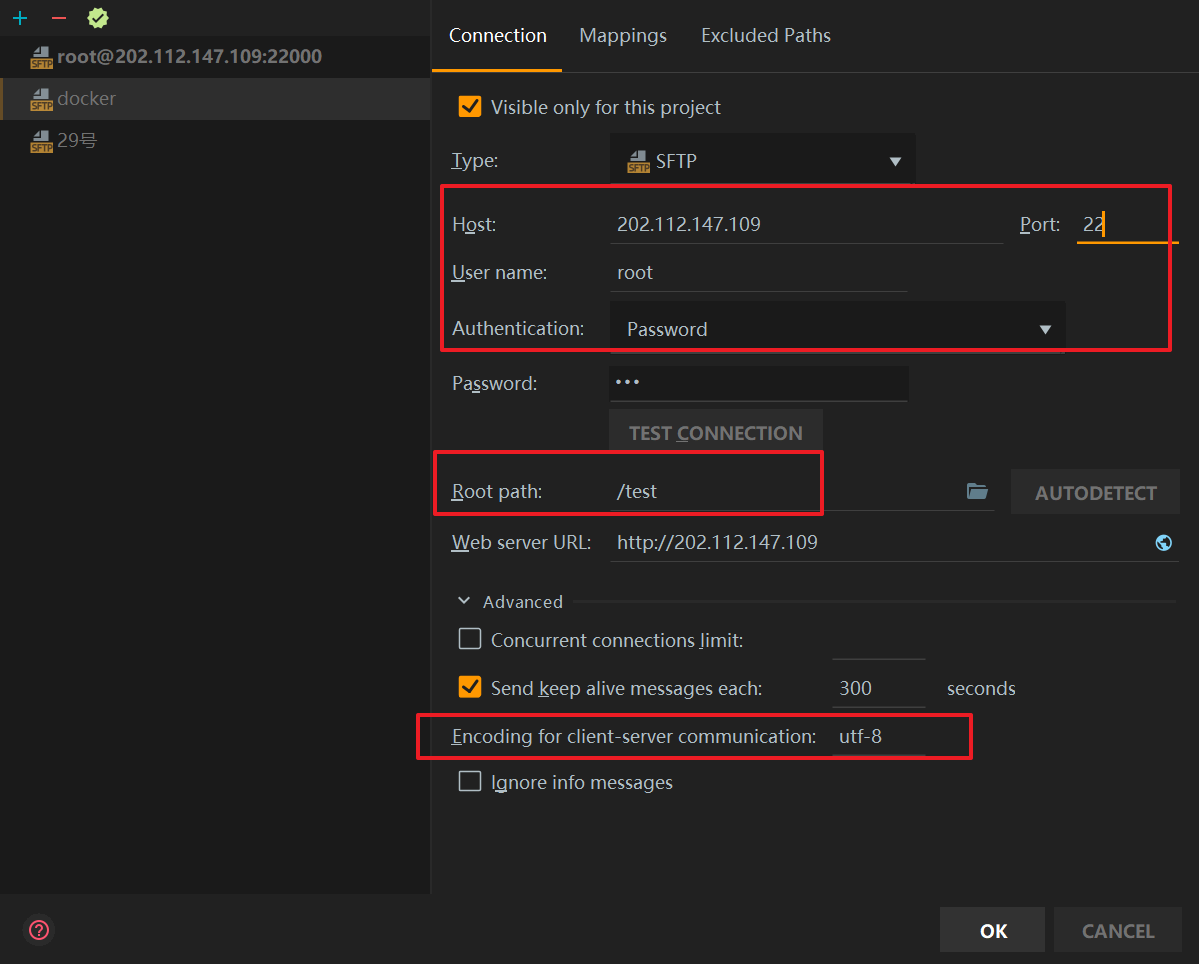 root@202.112.147.109:22000
docker
29号
Connection Mappings Excluded Paths
Visible only for this project
Type: SFTP
Host: 202.112.147.109 Port: 22
User name: root
Authentication: Password
Password: •••
TEST CONNECTION
Root path: /test AUTODETECT
Web server URL: http://202.112.147.109
Advanced
Concurrent connections limit:
Send keep alive messages each: 300 seconds
Encoding for client-server communication: utf-8
Ignore info messages
OK CANCEL